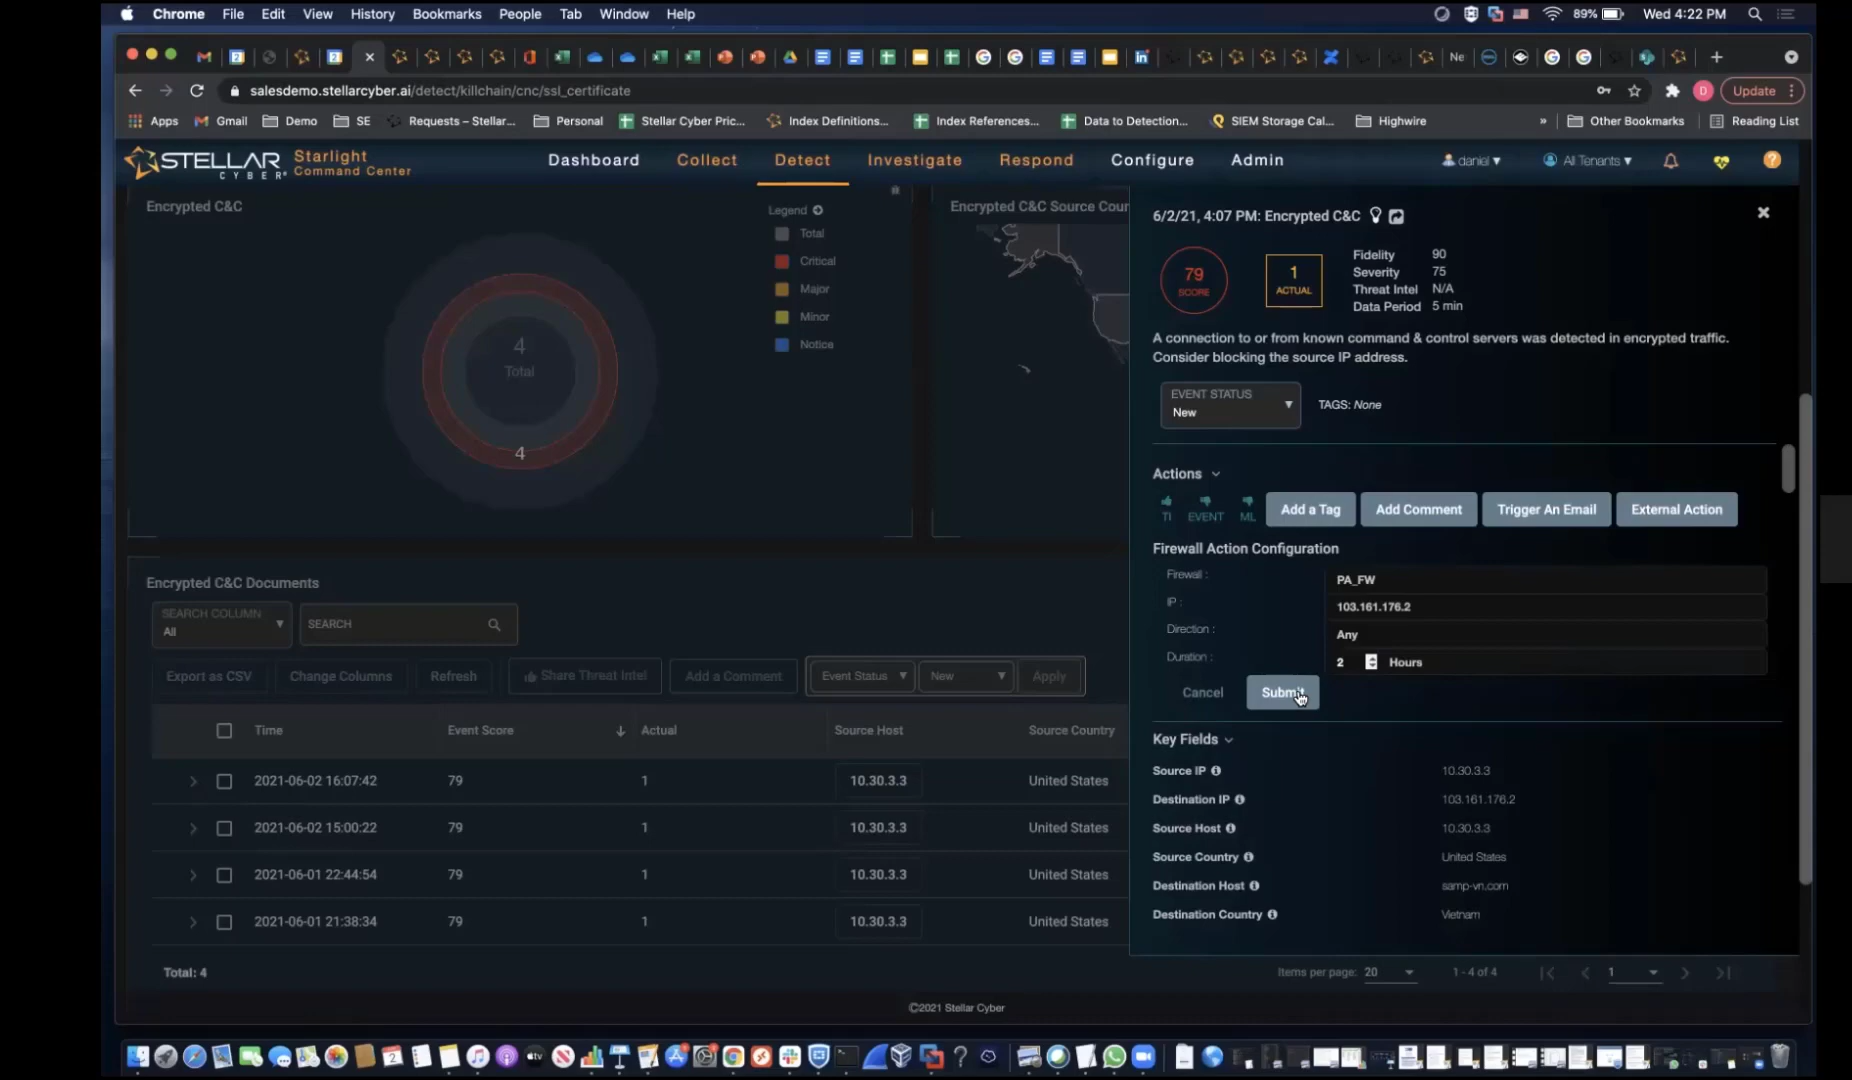 Chrome File Edit View History Bookmarks People Tab Window Help
89% Wed 4:22 PM
Ne
salesdemo.stellarcyber.ai/detect/killchain/cnc/ssl_certificate
D Update
Apps Gmail Demo SE Requests – Stellar... Personal Stellar Cyber Pric... Index Definitions... Index References... Data to Detection... SIEM Storage Cal... Highwire » Other Bookmarks Reading List
STELLAR CYBER Starlight Command Center
Dashboard Collect Detect Investigate Respond Configure Admin
daniel All Tenants
Encrypted C&C
Legend
Total
Critical
Major
Minor
Notice
4
Total
4
Encrypted C&C Source Coun
6/2/21, 4:07 PM: Encrypted C&C
79
SCORE
1
ACTUAL
Fidelity 90
Severity 75
Threat Intel N/A
Data Period 5 min
A connection to or from known command & control servers was detected in encrypted traffic.
Consider blocking the source IP address.
EVENT STATUS
New
TAGS: None
Actions
TI EVENT ML Add a Tag Add Comment Trigger An Email External Action
Firewall Action Configuration
Firewall : PA_FW
IP : 103.161.176.2
Direction : Any
Duration : 2 Hours
Cancel Submit
Key Fields
Source IP 10.30.3.3
Destination IP 103.161.176.2
Source Host 10.30.3.3
Source Country United States
Destination Host samp-vn.com
Destination Country Vietnam
Encrypted C&C Documents
SEARCH COLUMN
All
SEARCH
Export as CSV Change Columns Refresh Share Threat Intel Add a Comment Event Status New Apply
Time Event Score Actual Source Host Source Country
2021-06-02 16:07:42 79 1 10.30.3.3 United States
2021-06-02 15:00:22 79 1 10.30.3.3 United States
2021-06-01 22:44:54 79 1 10.30.3.3 United States
2021-06-01 21:38:34 79 1 10.30.3.3 United States
Total: 4
Items per page: 20 1 - 4 of 4 1
©2021 Stellar Cyber